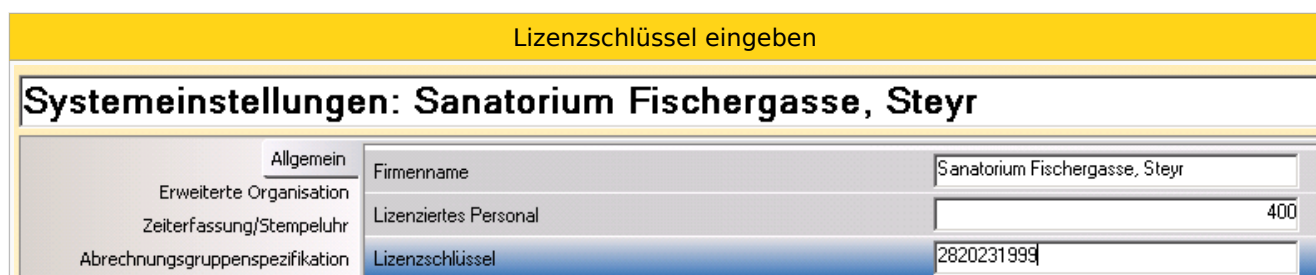 Lizenzschlüssel eingeben
Systemeinstellungen: Sanatorium Fischergasse, Steyr
Allgemein
Erweiterte Organisation
Zeiterfassung/Stempeluhr
Abrechnungsgruppenspezifikation
Firmenname Sanatorium Fischergasse, Steyr
Lizenziertes Personal 400
Lizenzschlüssel 2820231999